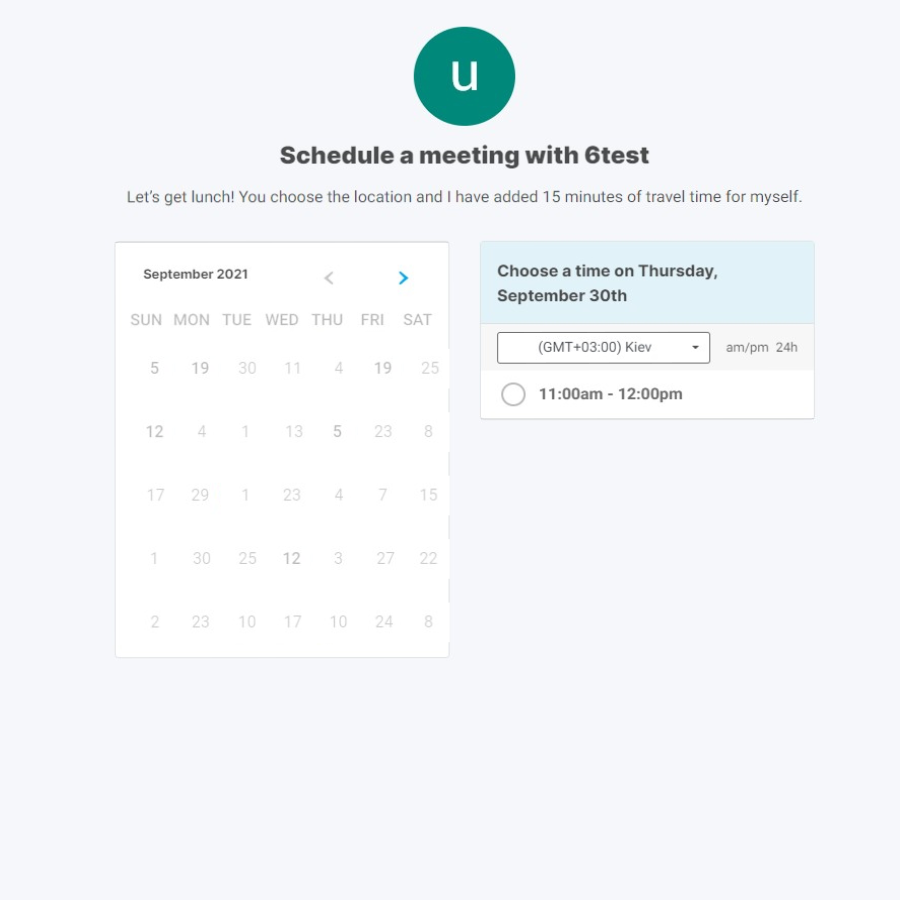 u
Schedule a meeting with 6test
Let's get lunch! You choose the location and I have added 15 minutes of travel time for myself.
September 2021
SUN MON TUE WED THU FRI SAT
5 19 30 11 4 19 25
12 4 1 13 5 23 8
17 29 1 23 4 7 15
1 30 25 12 3 27 22
2 23 10 17 10 24 8
Choose a time on Thursday,
September 30th
(GMT+03:00) Kiev am/pm 24h
11:00am - 12:00pm